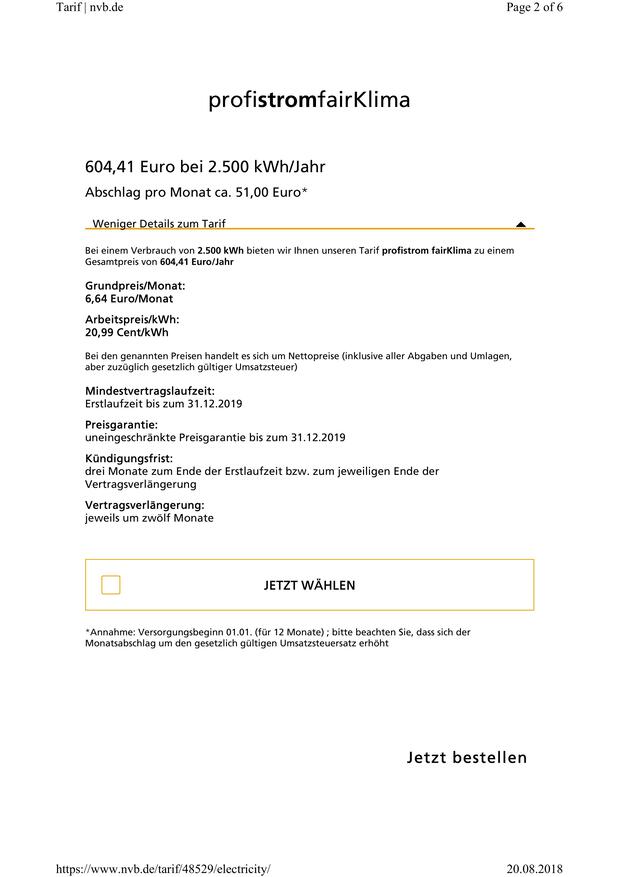 Tarif | nvb.de
Page 2 of 6
profistromfairKlima
604,41 Euro bei 2.500 kWh/Jahr
Abschlag pro Monat ca. 51,00 Euro*
Weniger Details zum Tarif
Bei einem Verbrauch von 2.500 kWh bieten wir Ihnen unseren Tarif profistrom fairKlima zu einem
Gesamtpreis von 604,41 Euro/Jahr
Grundpreis/Monat:
6,64 Euro/Monat
Arbeitspreis/kWh:
20,99 Cent/kWh
Bei den genannten Preisen handelt es sich um Nettopreise (inklusive aller Abgaben und Umlagen,
aber zuzüglich gesetzlich gültiger Umsatzsteuer)
Mindestvertragslaufzeit:
Erstlaufzeit bis zum 31.12.2019
Preisgarantie:
uneingeschränkte Preisgarantie bis zum 31.12.2019
Kündigungsfrist:
drei Monate zum Ende der Erstlaufzeit bzw. zum jeweiligen Ende der
Vertragsverlängerung
Vertragsverlängerung:
jeweils um zwölf Monate
JETZT WÄHLEN
*Annahme: Versorgungsbeginn 01.01. (für 12 Monate) ; bitte beachten Sie, dass sich der
Monatsabschlag um den gesetzlich gültigen Umsatzsteuersatz erhöht
Jetzt bestellen
https://www.nvb.de/tarif/48529/electricity/
20.08.2018